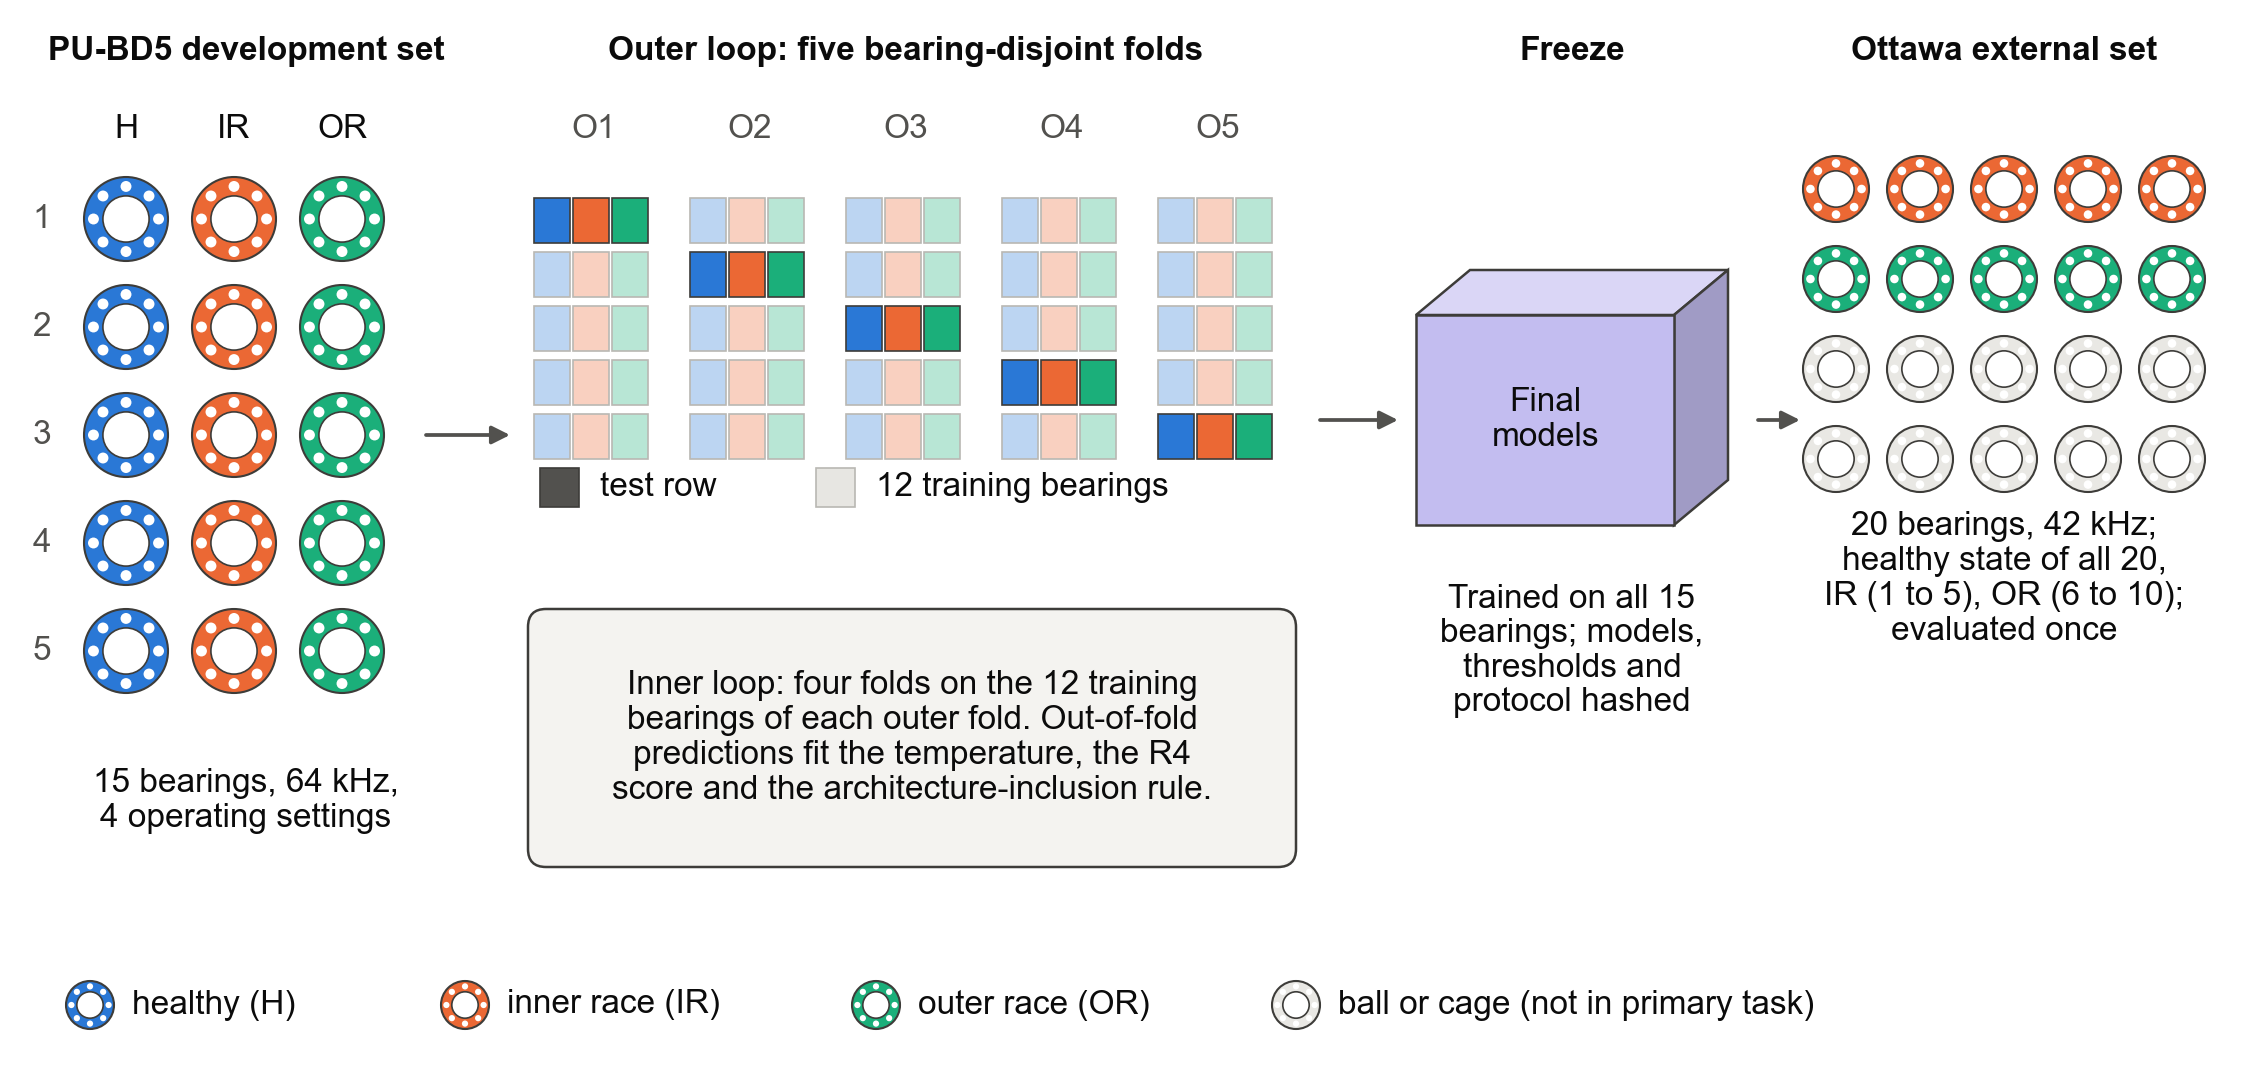 PU-BD5 development set
Outer loop: five bearing-disjoint folds
Freeze
Ottawa external set
H IR OR
O1 O2 O3 O4 O5
1
2
3
4
5
test row
12 training bearings
15 bearings, 64 kHz,
4 operating settings
Inner loop: four folds on the 12 training
bearings of each outer fold. Out-of-fold
predictions fit the temperature, the R4
score and the architecture-inclusion rule.
Final
models
Trained on all 15
bearings; models,
thresholds and
protocol hashed
20 bearings, 42 kHz;
healthy state of all 20,
IR (1 to 5), OR (6 to 10);
evaluated once
healthy (H)
inner race (IR)
outer race (OR)
ball or cage (not in primary task)